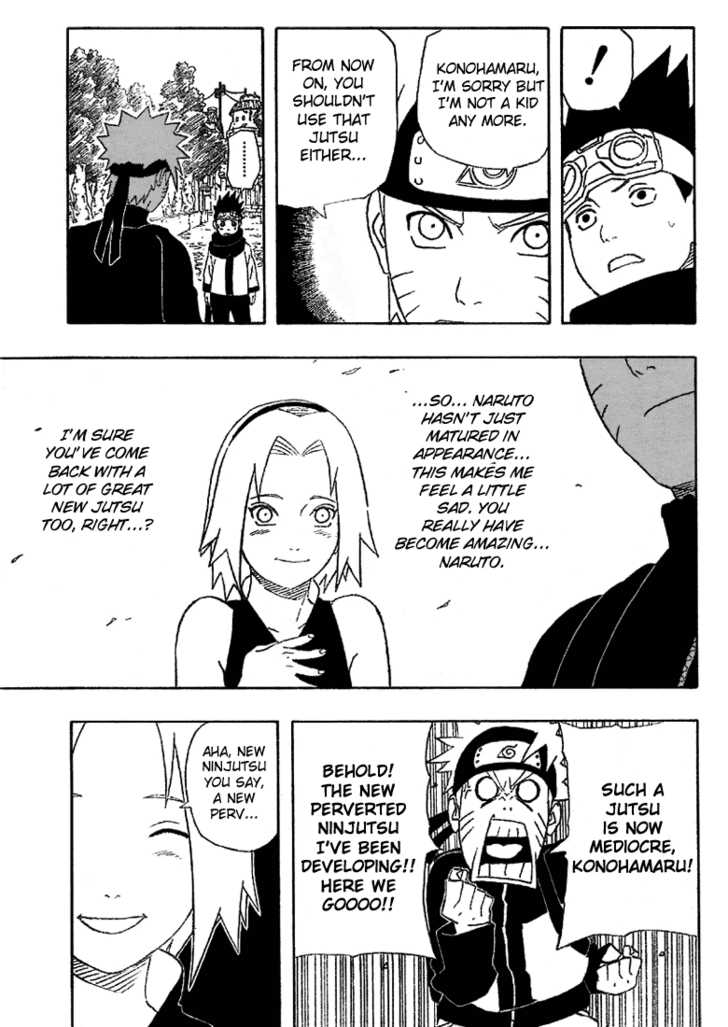 !
KONOHAMARU,
I'M SORRY BUT
I'M NOT A KID
ANY MORE.
FROM NOW
ON, YOU
SHOULDN'T
USE THAT
JUTSU
EITHER...
...SO... NARUTO
HASN'T JUST
MATURED IN
APPEARANCE...
THIS MAKES ME
FEEL A LITTLE
SAD. YOU
REALLY HAVE
BECOME AMAZING...
NARUTO.
I'M SURE
YOU'VE COME
BACK WITH A
LOT OF GREAT
NEW JUTSU
TOO, RIGHT...?
SUCH A
JUTSU
IS NOW
MEDIOCRE,
KONOHAMARU!
BEHOLD!
THE NEW
PERVERTED
NINJUTSU
I'VE BEEN
DEVELOPING!!
HERE WE
GOOOO!!
AHA, NEW
NINJUTSU
YOU SAY,
A NEW
PERV...